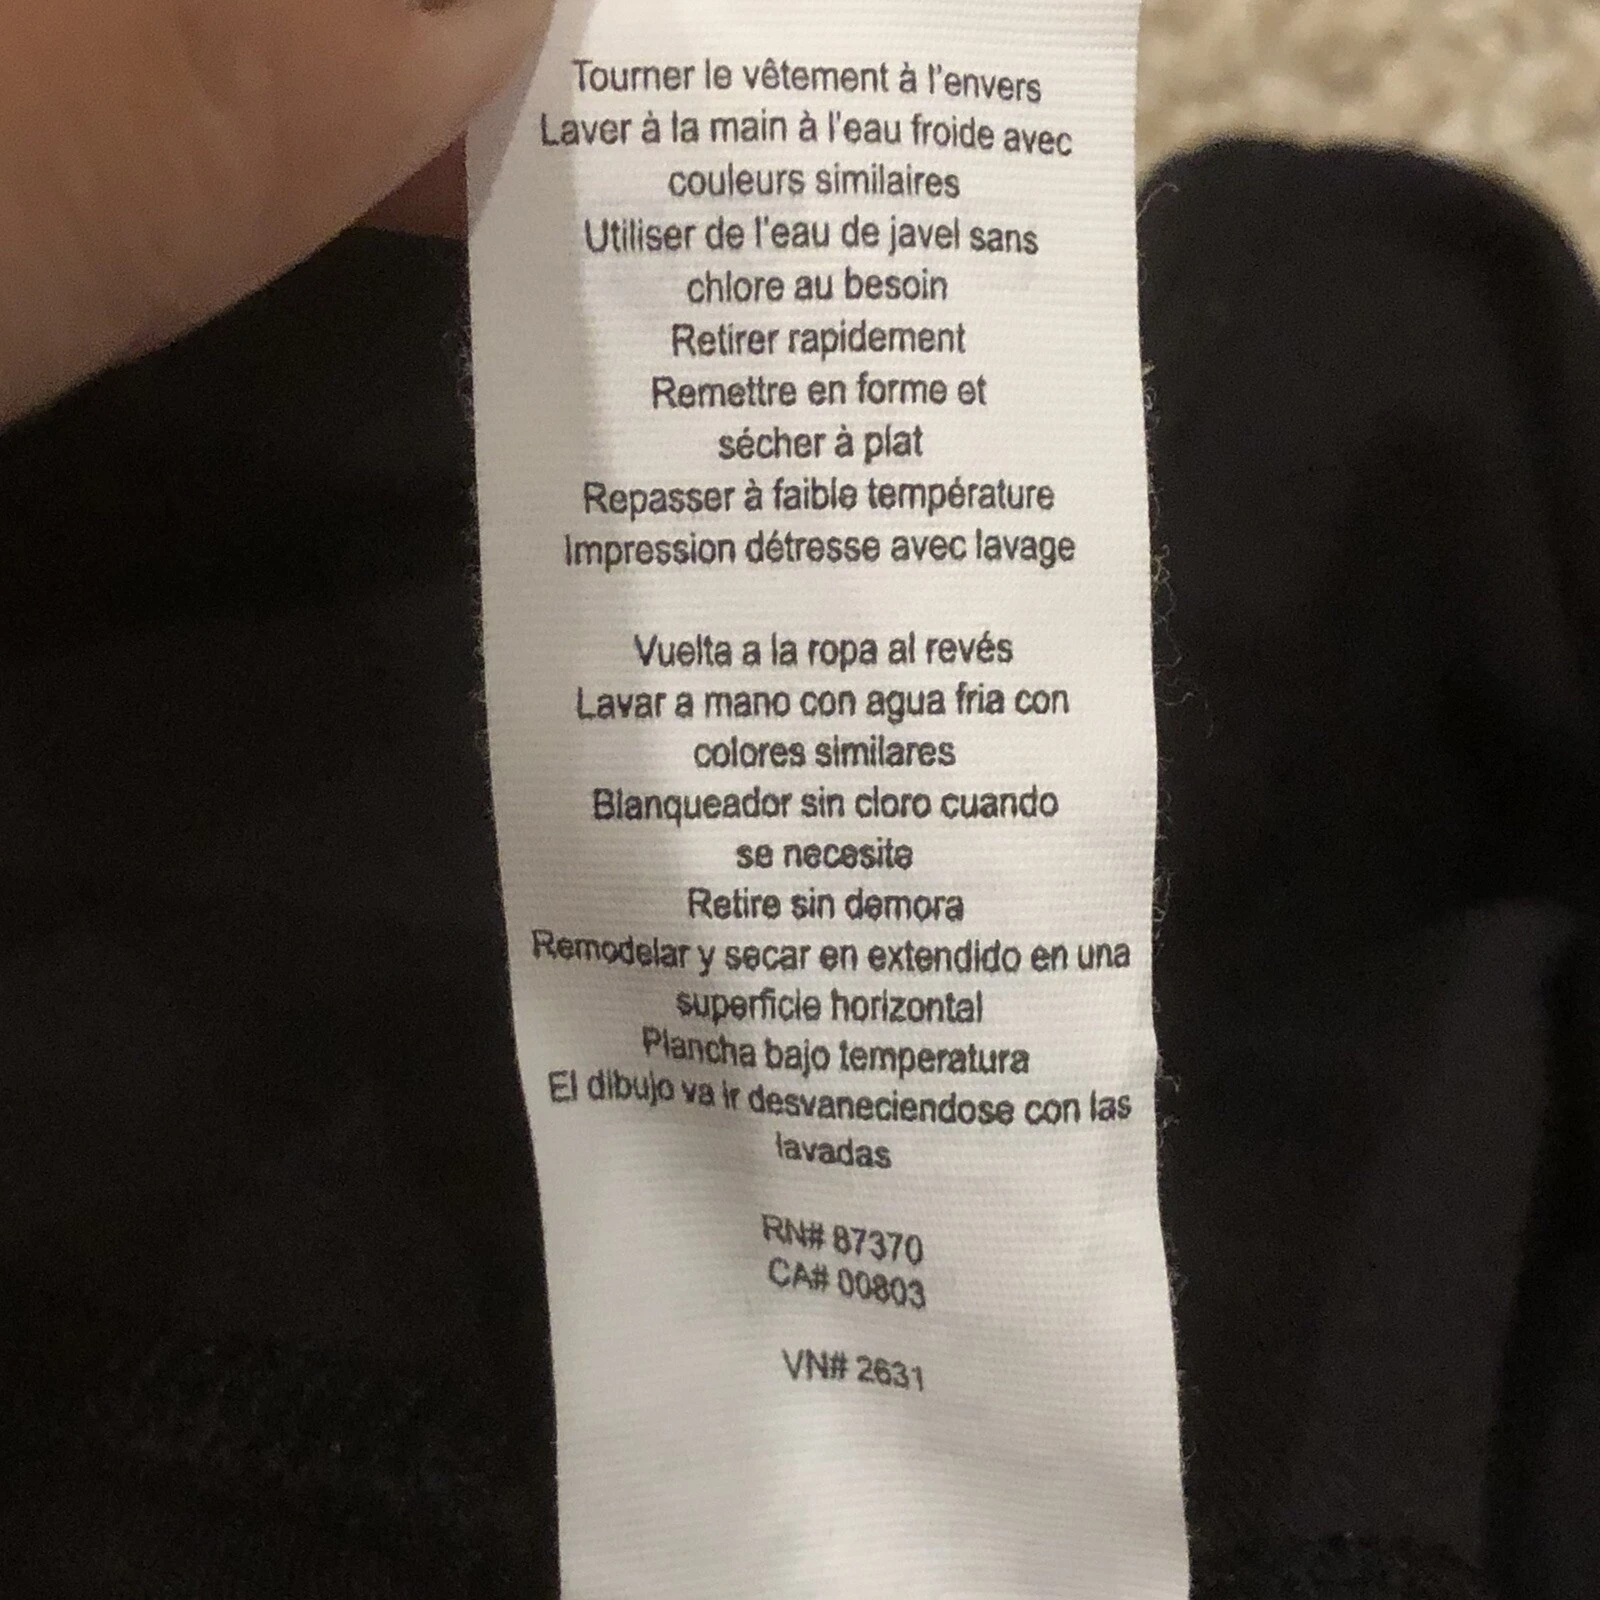 Tourner le vêtement à l'envers
Laver à la main à l'eau froide avec
couleurs similaires
Utiliser de l'eau de javel sans
chlore au besoin
Retirer rapidement
Remettre en forme et
sécher à plat
Repasser à faible température
Impression détresse avec lavage
Vuelta a la ropa al revés
Lavar a mano con agua fria con
colores similares
Blanqueador sin cloro cuando
se necesite
Retire sin demora
Remodelar y secar en extendido en una
superficie horizontal
Plancha bajo temperatura
El dibujo va ir desvaneciendose con las
lavadas
RN# 87370
CA# 00803
VN# 2631